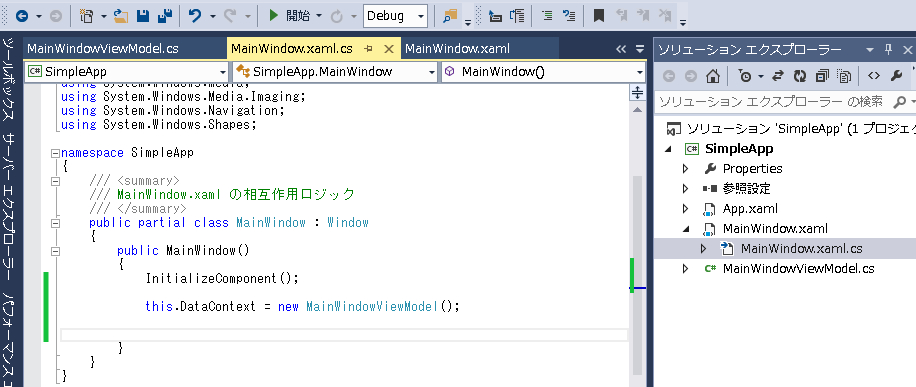 開始
Debug
MainWindowViewModel.cs
MainWindow.xaml.cs
MainWindow.xaml
SimpleApp
SimpleApp.MainWindow
MainWindow()
using System.Windows.Media;
using System.Windows.Media.Imaging;
using System.Windows.Navigation;
using System.Windows.Shapes;
namespace SimpleApp
{
/// <summary>
/// MainWindow.xaml の相互作用ロジック
/// </summary>
public partial class MainWindow : Window
{
public MainWindow()
{
InitializeComponent();
this.DataContext = new MainWindowViewModel();
}
}
}
ツールボックス
サーバー エクスプローラー
パフォーマンス
ソリューション エクスプローラー
ソリューション エクスプローラー の検索
ソリューション 'SimpleApp' (1 プロジェク
SimpleApp
Properties
参照設定
App.xaml
MainWindow.xaml
MainWindow.xaml.cs
MainWindowViewModel.cs